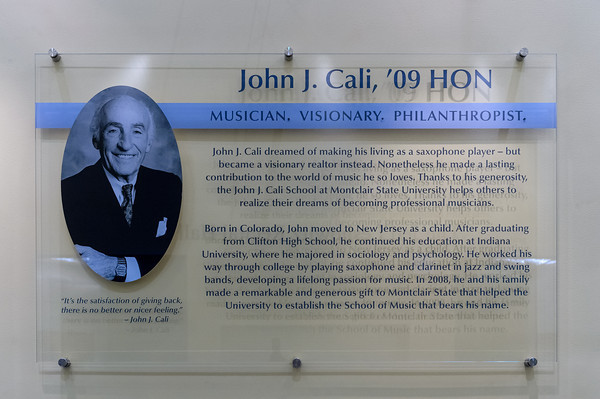 John J. Cali, ’09 HON
MUSICIAN, VISIONARY, PHILANTHROPIST.
John J. Cali dreamed of making his living as a saxophone player – but
became a visionary realtor instead. Nonetheless he made a lasting
contribution to the world of music he so loves. Thanks to his generosity,
the John J. Cali School at Montclair State University helps others to
realize their dreams of becoming professional musicians.
Born in Colorado, John moved to New Jersey as a child. After graduating
from Clifton High School, he continued his education at Indiana
University, where he majored in sociology and psychology. He worked his
way through college by playing saxophone and clarinet in jazz and swing
bands, developing a lifelong passion for music. In 2008, he and his family
made a remarkable and generous gift to Montclair State that helped the
University to establish the School of Music that bears his name.
“It’s the satisfaction of giving back,
there is no better or nicer feeling.”
– John J. Cali